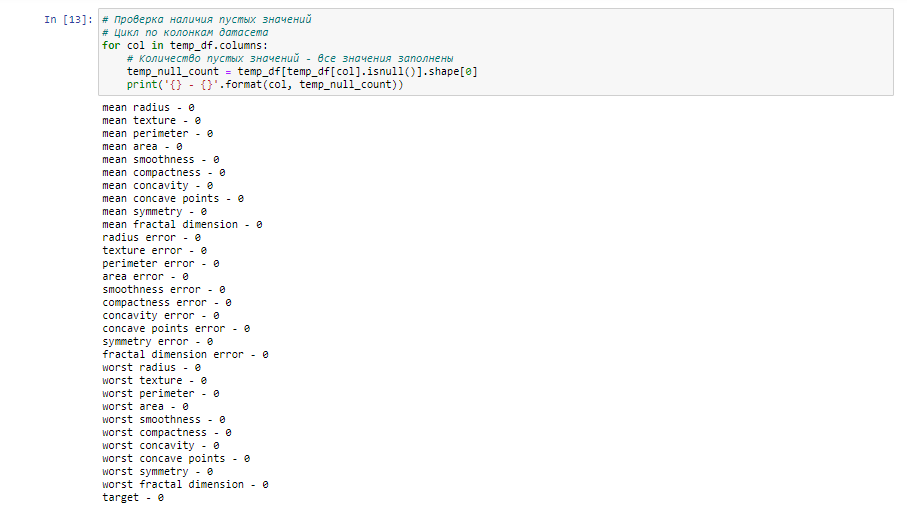 In [13]: # Проверка наличия пустых значений
# Цикл по колонкам датасета
for col in temp_df.columns:
    # Количество пустых значений - все значения заполнены
    temp_null_count = temp_df[temp_df[col].isnull()].shape[0]
    print('{} - {}'.format(col, temp_null_count))
mean radius - 0
mean texture - 0
mean perimeter - 0
mean area - 0
mean smoothness - 0
mean compactness - 0
mean concavity - 0
mean concave points - 0
mean symmetry - 0
mean fractal dimension - 0
radius error - 0
texture error - 0
perimeter error - 0
area error - 0
smoothness error - 0
compactness error - 0
concavity error - 0
concave points error - 0
symmetry error - 0
fractal dimension error - 0
worst radius - 0
worst texture - 0
worst perimeter - 0
worst area - 0
worst smoothness - 0
worst compactness - 0
worst concavity - 0
worst concave points - 0
worst symmetry - 0
worst fractal dimension - 0
target - 0